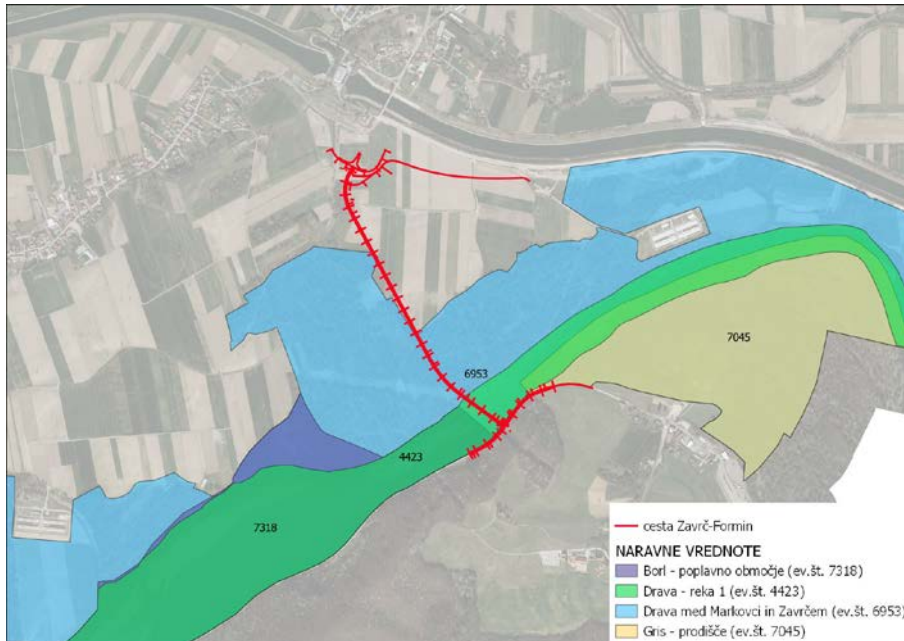 7045
6953
4423
7318
cesta Zavrč-Formin
NARAVNE VREDNOTE
Borl - poplavno območje (ev.št. 7318)
Drava - reka 1 (ev.št. 4423)
Drava med Markovci in Zavrčem (ev.št. 6953)
Gris - prodišče (ev.št. 7045)